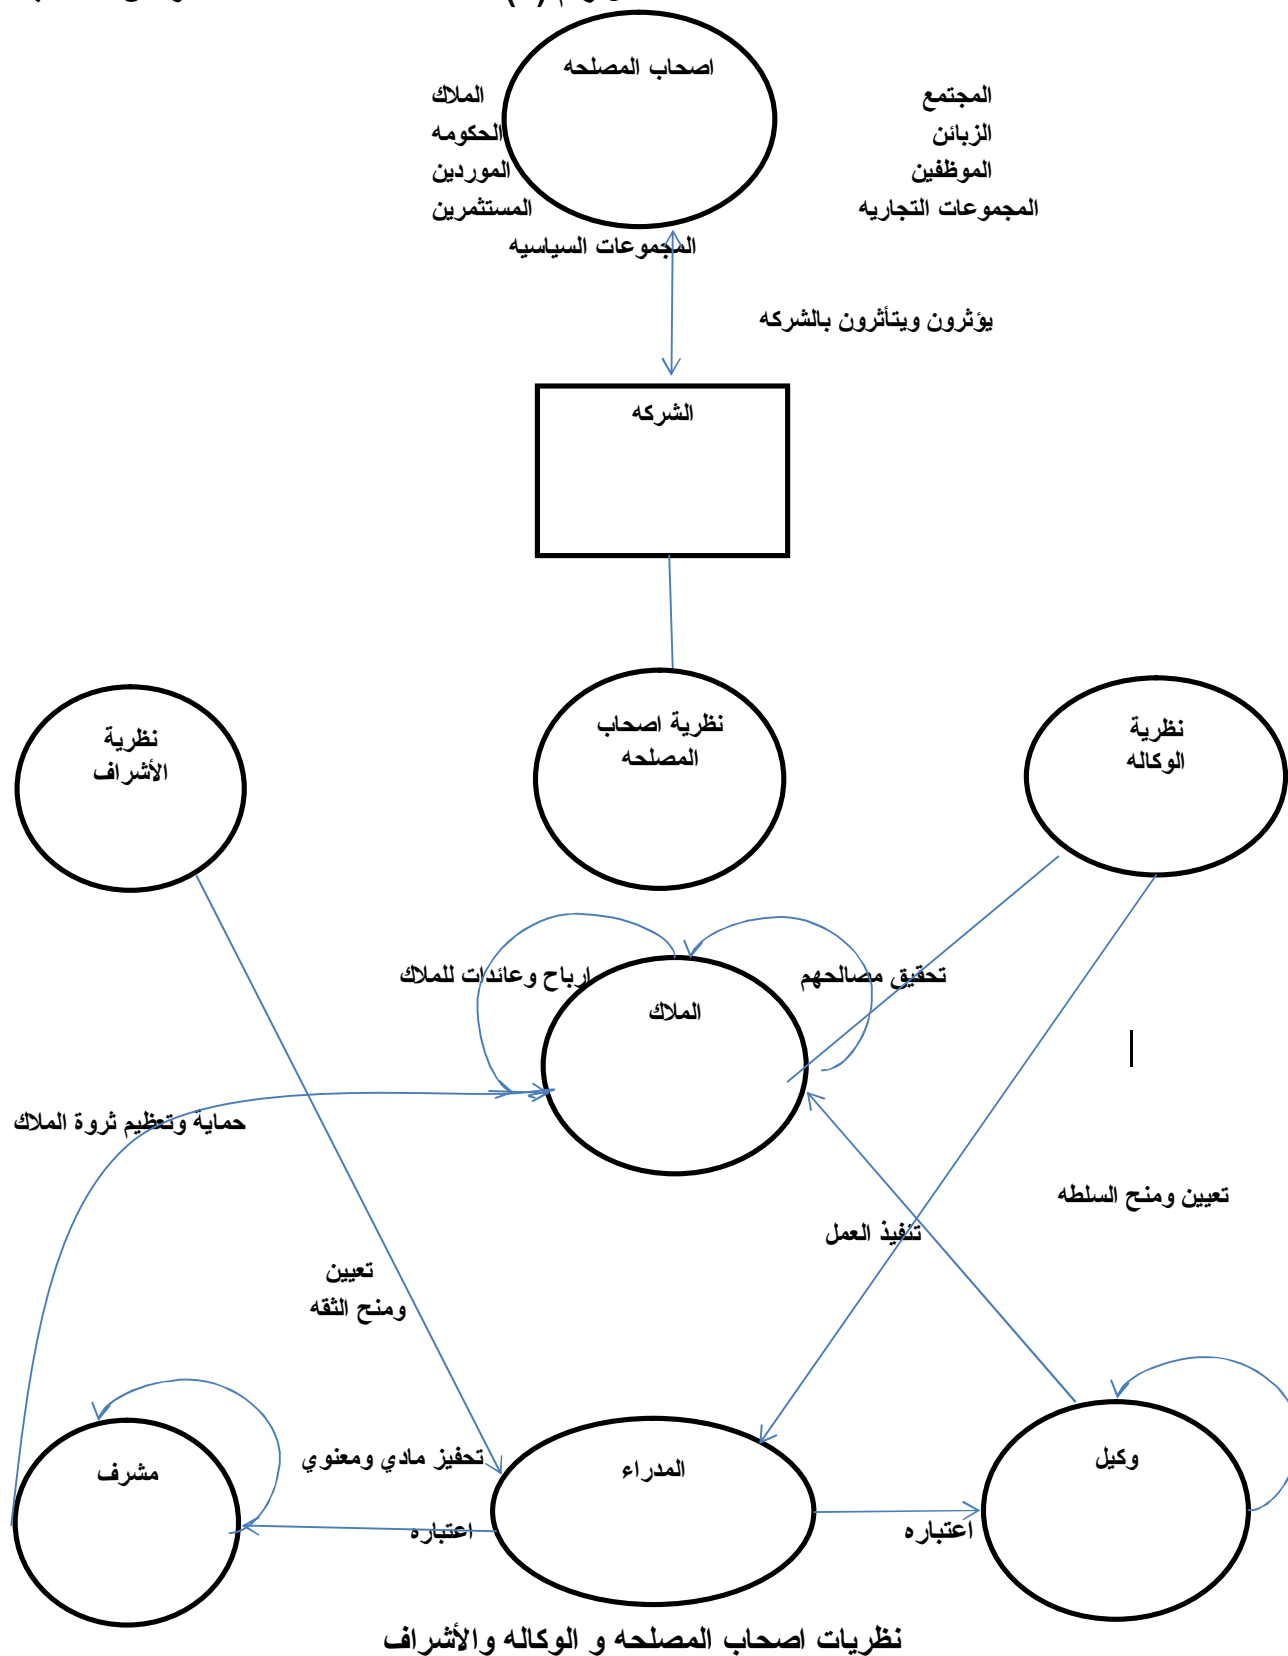 اصحاب المصلحه
المجتمع
الملاك
الزبائن
الحكومه
الموظفين
الموردين
المجموعات التجاريه
المستثمرين
المجموعات السياسيه
يؤثرون ويتأثرون بالشركه
الشركه
نظرية
الوكاله
نظرية اصحاب
المصلحه
نظرية
الأشراف
تحقيق مصالحهم
ارباح وعائدات للملاك
الملاك
حماية وتعظيم ثروة الملاك
تعيين ومنح السلطه
تنفيذ العمل
تعيين
ومنح الثقه
وكيل
المدراء
تحفيز مادي ومعنوي
مشرف
اعتباره
اعتباره
نظريات اصحاب المصلحه و الوكاله والأشراف